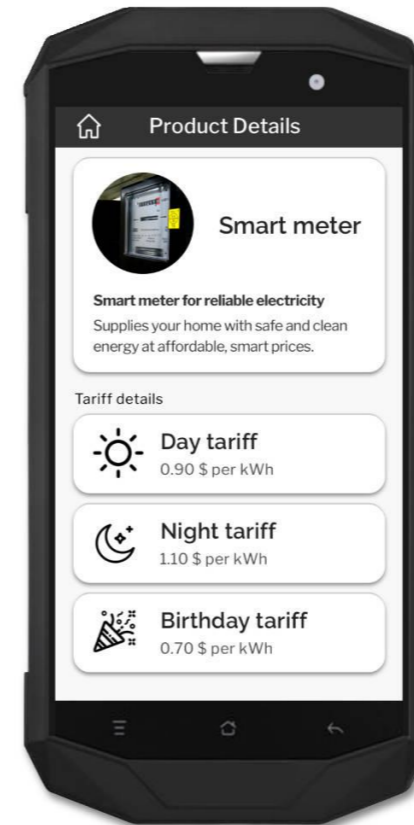 Product Details
Smart meter
Smart meter for reliable electricity
Supplies your home with safe and clean
energy at affordable, smart prices.
Tariff details
Day tariff
0.90 $ per kWh
Night tariff
1.10 $ per kWh
Birthday tariff
0.70 $ per kWh